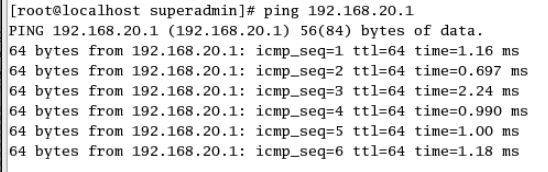 [root@localhost superadmin]# ping 192.168.20.1
PING 192.168.20.1 (192.168.20.1) 56(84) bytes of data.
64 bytes from 192.168.20.1: icmp_seq=1 ttl=64 time=1.16 ms
64 bytes from 192.168.20.1: icmp_seq=2 ttl=64 time=0.697 ms
64 bytes from 192.168.20.1: icmp_seq=3 ttl=64 time=2.24 ms
64 bytes from 192.168.20.1: icmp_seq=4 ttl=64 time=0.990 ms
64 bytes from 192.168.20.1: icmp_seq=5 ttl=64 time=1.00 ms
64 bytes from 192.168.20.1: icmp_seq=6 ttl=64 time=1.18 ms